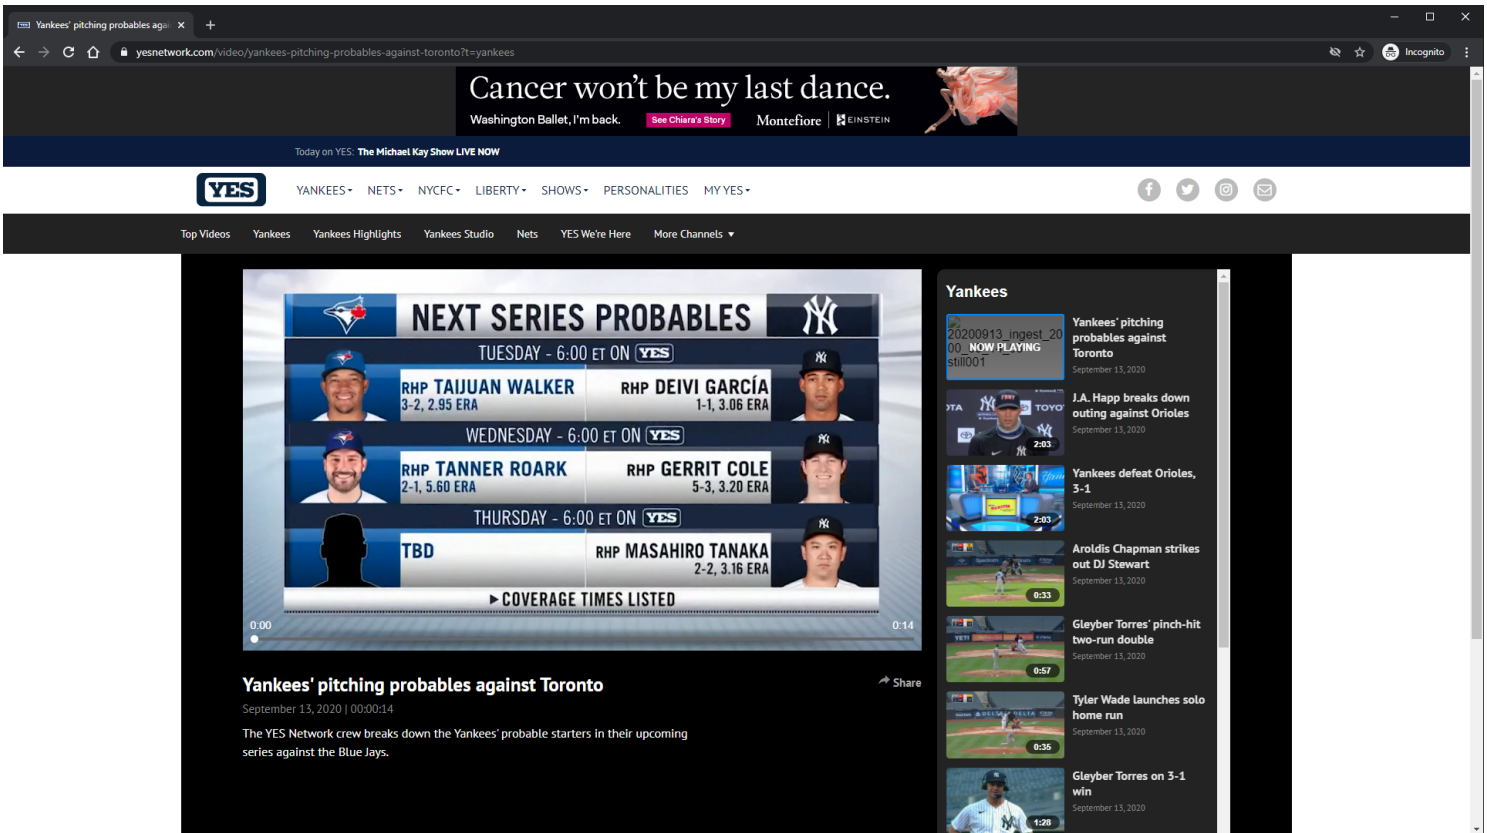 Yankees' pitching probables agai
yesnetwork.com/video/yankees-pitching-probables-against-toronto?t=yankees
Incognito
Cancer won't be my last dance.
Washington Ballet, I'm back.
See Chiara's Story
Montefiore
EINSTEIN
Today on YES: The Michael Kay Show LIVE NOW
YES
YANKEES
NETS
NYCFC
LIBERTY
SHOWS
PERSONALITIES
MY YES
Top Videos
Yankees
Yankees Highlights
Yankees Studio
Nets
YES We're Here
More Channels
NEXT SERIES PROBABLES
TUESDAY - 6:00 ET ON YES
RHP TAIJUAN WALKER
3-2, 2.95 ERA
RHP DEIVI GARCÍA
1-1, 3.06 ERA
WEDNESDAY - 6:00 ET ON YES
RHP TANNER ROARK
2-1, 5.60 ERA
RHP GERRIT COLE
5-3, 3.20 ERA
THURSDAY - 6:00 ET ON YES
TBD
RHP MASAHIRO TANAKA
2-2, 3.16 ERA
COVERAGE TIMES LISTED
0:00
0:14
Yankees' pitching probables against Toronto
Share
September 13, 2020 | 00:00:14
The YES Network crew breaks down the Yankees' probable starters in their upcoming
series against the Blue Jays.
Yankees
20200913_ingest_20
NOW PLAYING
still001
Yankees' pitching
probables against
Toronto
September 13, 2020
2:03
J.A. Happ breaks down
outing against Orioles
September 13, 2020
2:03
Yankees defeat Orioles,
3-1
September 13, 2020
0:33
Aroldis Chapman strikes
out DJ Stewart
September 13, 2020
0:57
Gleyber Torres' pinch-hit
two-run double
September 13, 2020
0:35
Tyler Wade launches solo
home run
September 13, 2020
1:28
Gleyber Torres on 3-1
win
September 13, 2020